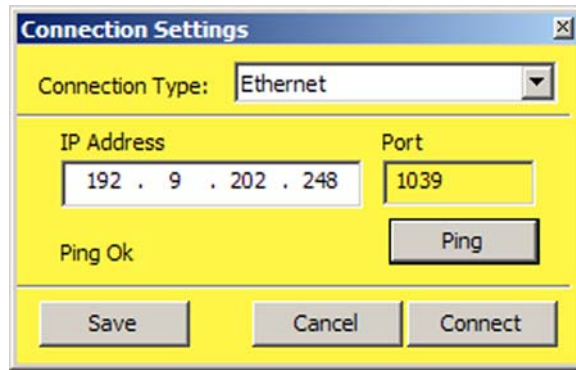 Connection Settings
Connection Type: Ethernet
IP Address Port
192 . 9 . 202 . 248 1039
Ping Ok Ping
Save Cancel Connect